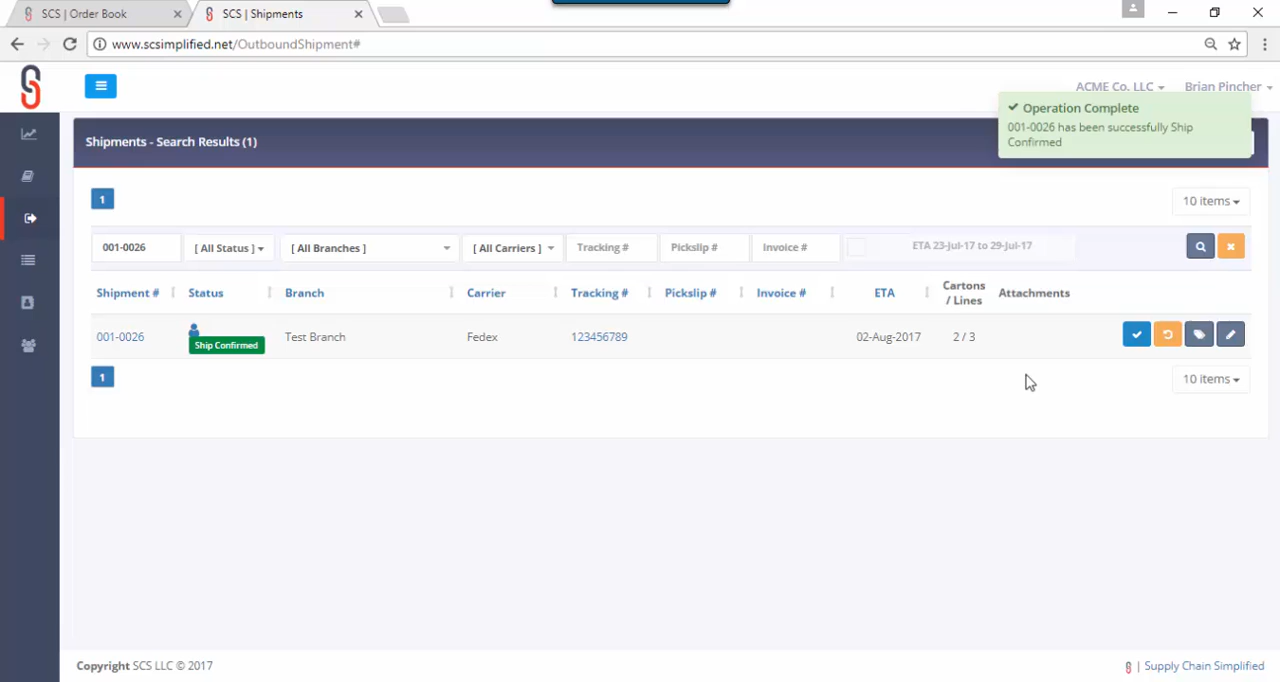 SCS | Order Book
SCS | Shipments
www.scsimplified.net/OutboundShipment#
ACME Co. LLC
Brian Pincher
Operation Complete
001-0026 has been successfully Ship
Confirmed
Shipments - Search Results (1)
1
10 items
001-0026
[ All Status ]
[ All Branches ]
[ All Carriers ]
Tracking #
Pickslip #
Invoice #
ETA 23-Jul-17 to 29-Jul-17
Shipment #
Status
Branch
Carrier
Tracking #
Pickslip #
Invoice #
ETA
Cartons
/ Lines
Attachments
001-0026
Ship Confirmed
Test Branch
Fedex
123456789
02-Aug-2017
2 / 3
1
10 items
Copyright SCS LLC © 2017
| Supply Chain Simplified